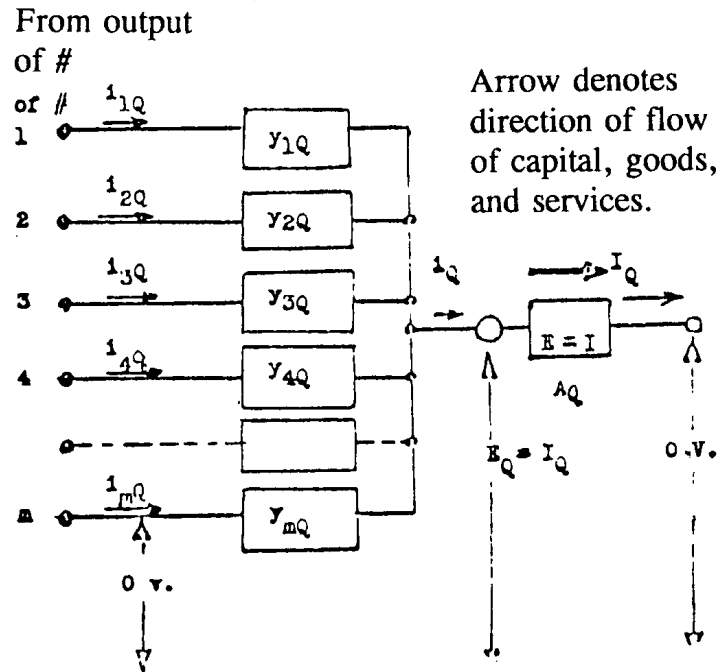 From output
of #
of #
Arrow denotes
direction of flow
of capital, goods,
and services.
1
i1Q
y1Q
2
i2Q
y2Q
3
i3Q
y3Q
4
i4Q
y4Q
m
imQ
ymQ
iQ
IQ
E = I
AQ
EQ = IQ
0 V.
0 v.